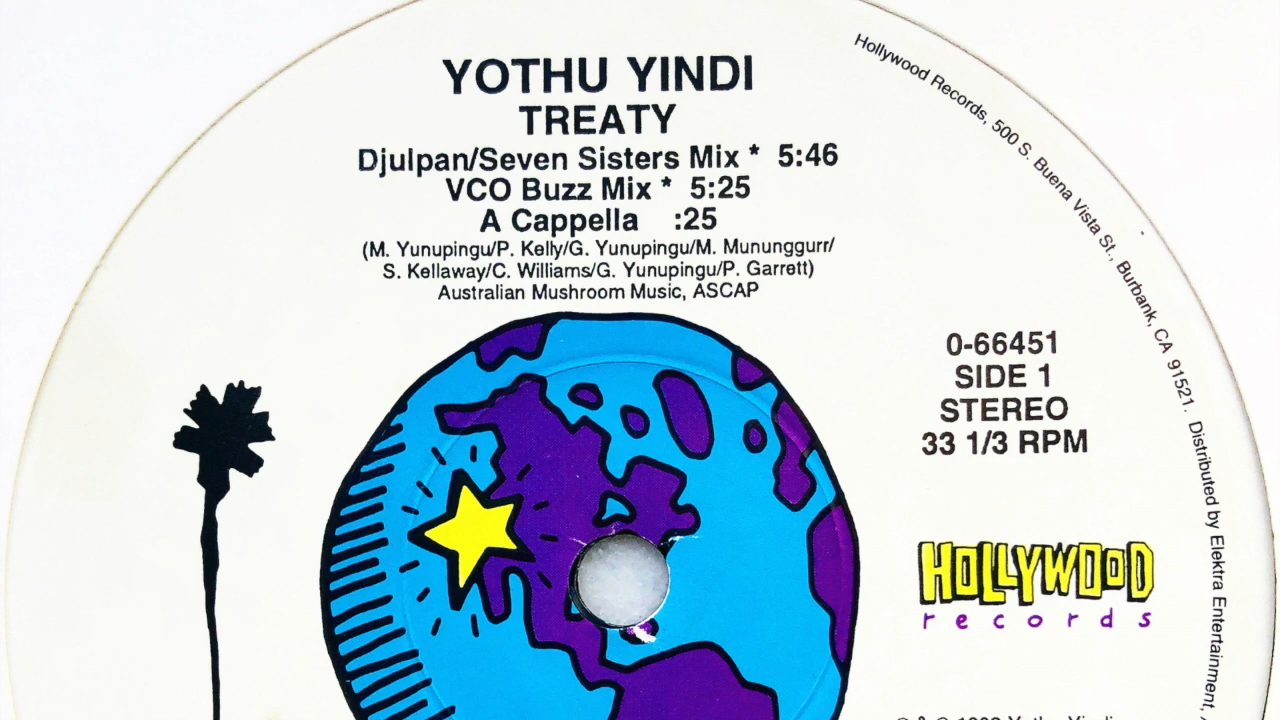 YOTHU YINDI
TREATY
Djulpan/Seven Sisters Mix * 5:46
VCO Buzz Mix * 5:25
A Cappella :25
(M. Yunupingu/P. Kelly/G. Yunupingu/M. Mununggurr/
S. Kellaway/C. Williams/G. Yunupingu/P. Garrett)
Australian Mushroom Music, ASCAP
0-66451
SIDE 1
STEREO
33 1/3 RPM
HOLLYWOOD
records
Hollywood Records, 500 S. Buena Vista St., Burbank, CA 91521. Distributed by Elektra Entertainment,